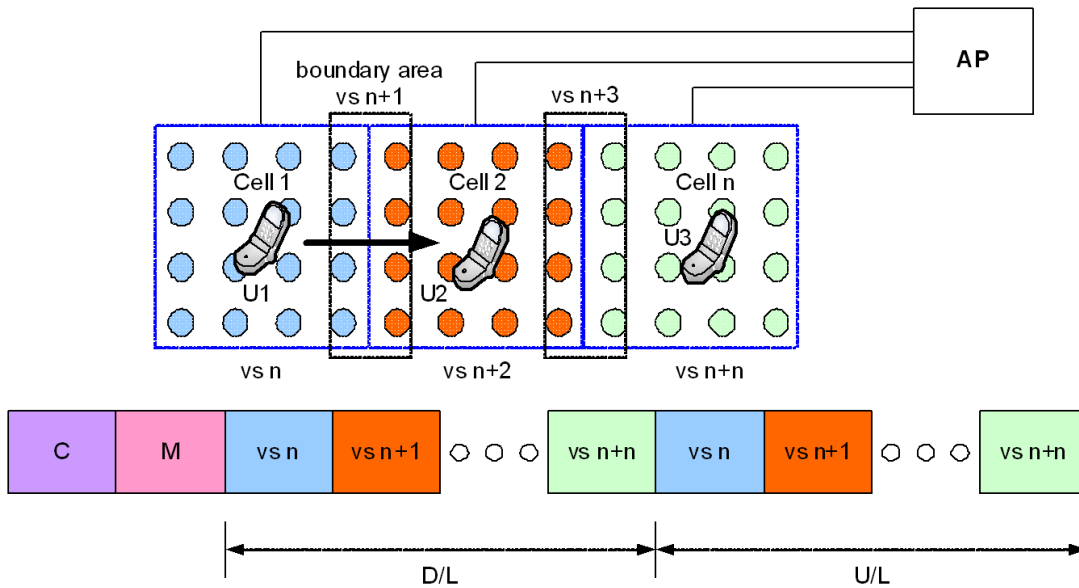 AP
boundary area
vs n+1
vs n+3
Cell 1
Cell 2
Cell n
U1
U2
U3
vs n
vs n+2
vs n+n
C
M
vs n
vs n+1
vs n+n
vs n
vs n+1
vs n+n
D/L
U/L